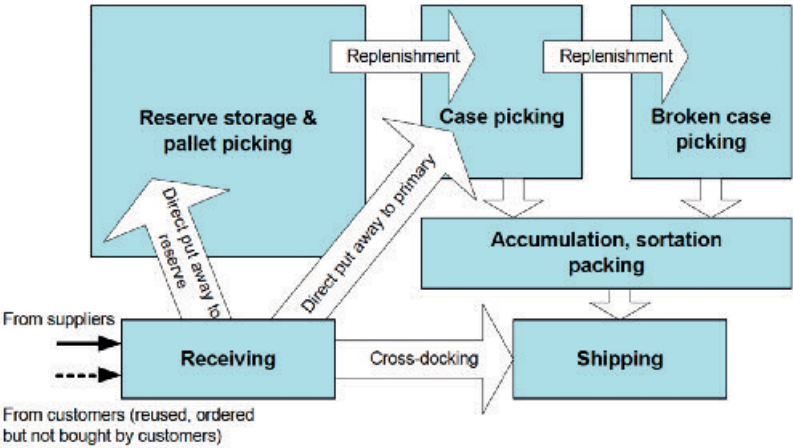 Replenishment
Replenishment
Reserve storage &
pallet picking
Case picking
Broken case
picking
Direct put away to
reserve
Direct put away to primary
Accumulation, sortation
packing
From suppliers
Receiving
Cross-docking
Shipping
From customers (reused, ordered
but not bought by customers)